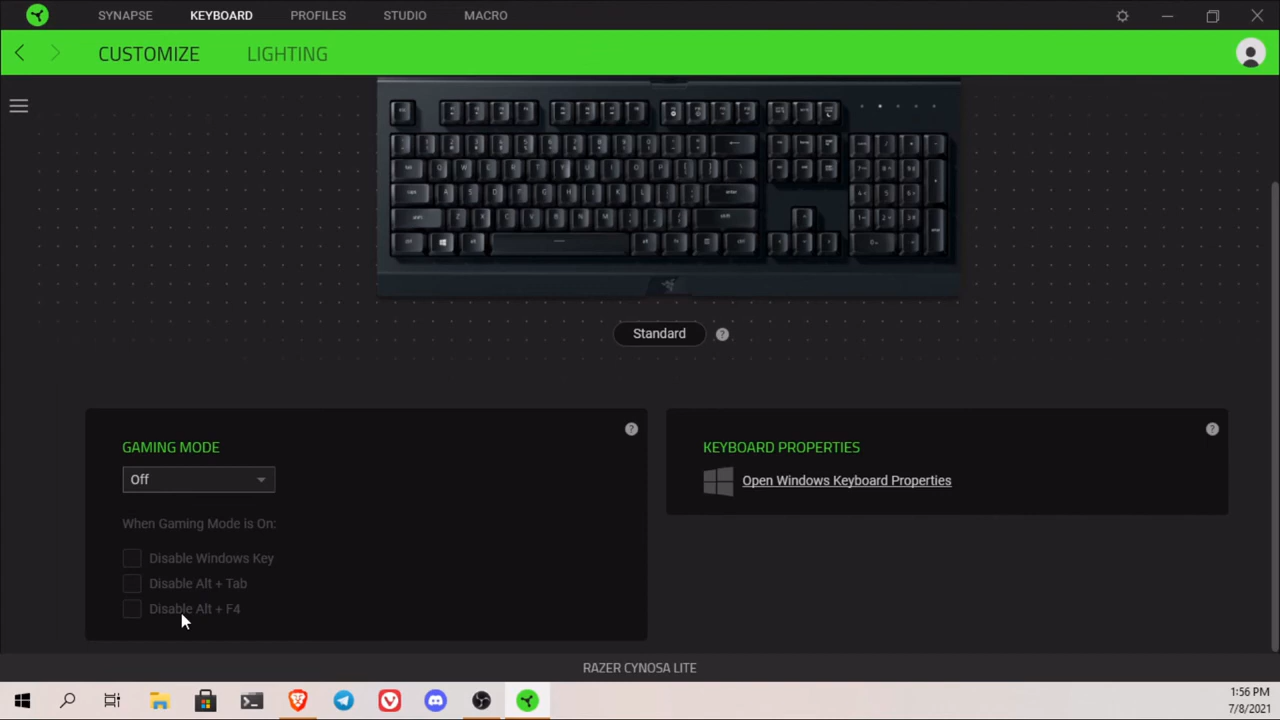 SYNAPSE KEYBOARD PROFILES STUDIO MACRO
CUSTOMIZE LIGHTING
Standard ?
GAMING MODE ?
Off
When Gaming Mode is On:
Disable Windows Key
Disable Alt + Tab
Disable Alt + F4
KEYBOARD PROPERTIES ?
Open Windows Keyboard Properties
RAZER CYNOSA LITE
1:56 PM
7/8/2021